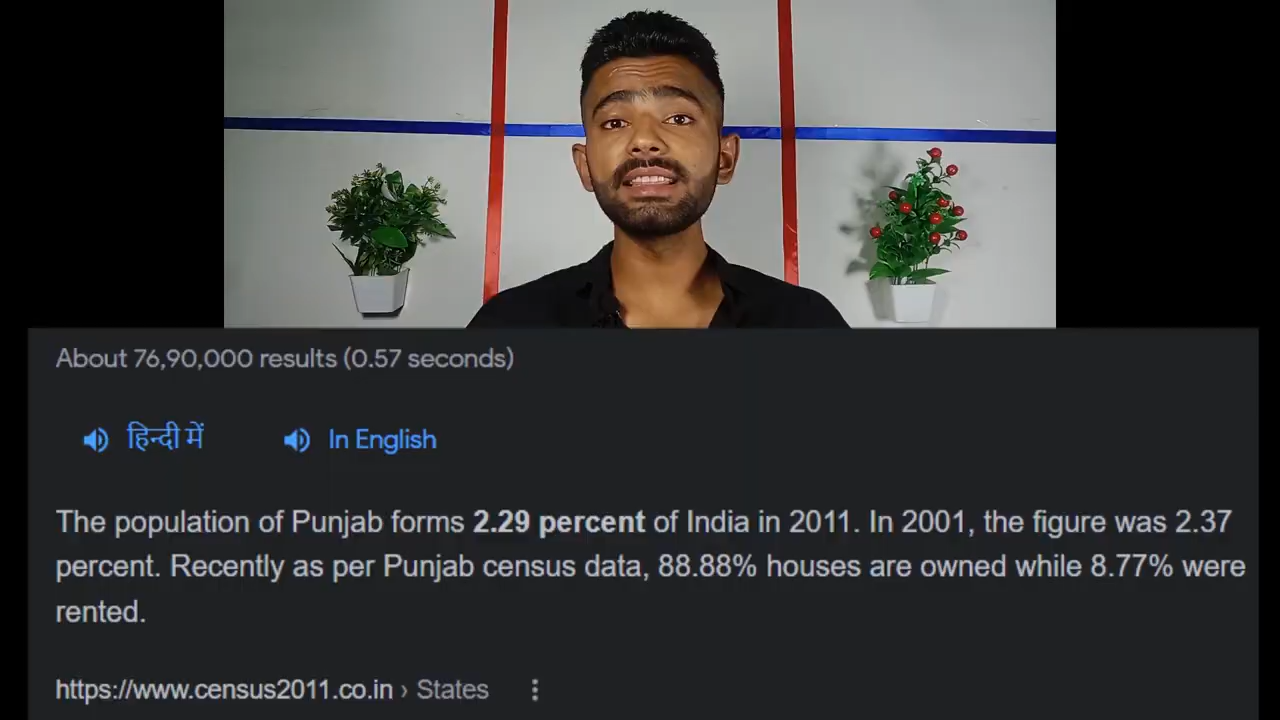 About 76,90,000 results (0.57 seconds)
हिन्दी में In English
The population of Punjab forms 2.29 percent of India in 2011. In 2001, the figure was 2.37
percent. Recently as per Punjab census data, 88.88% houses are owned while 8.77% were
rented.
https://www.census2011.co.in › States